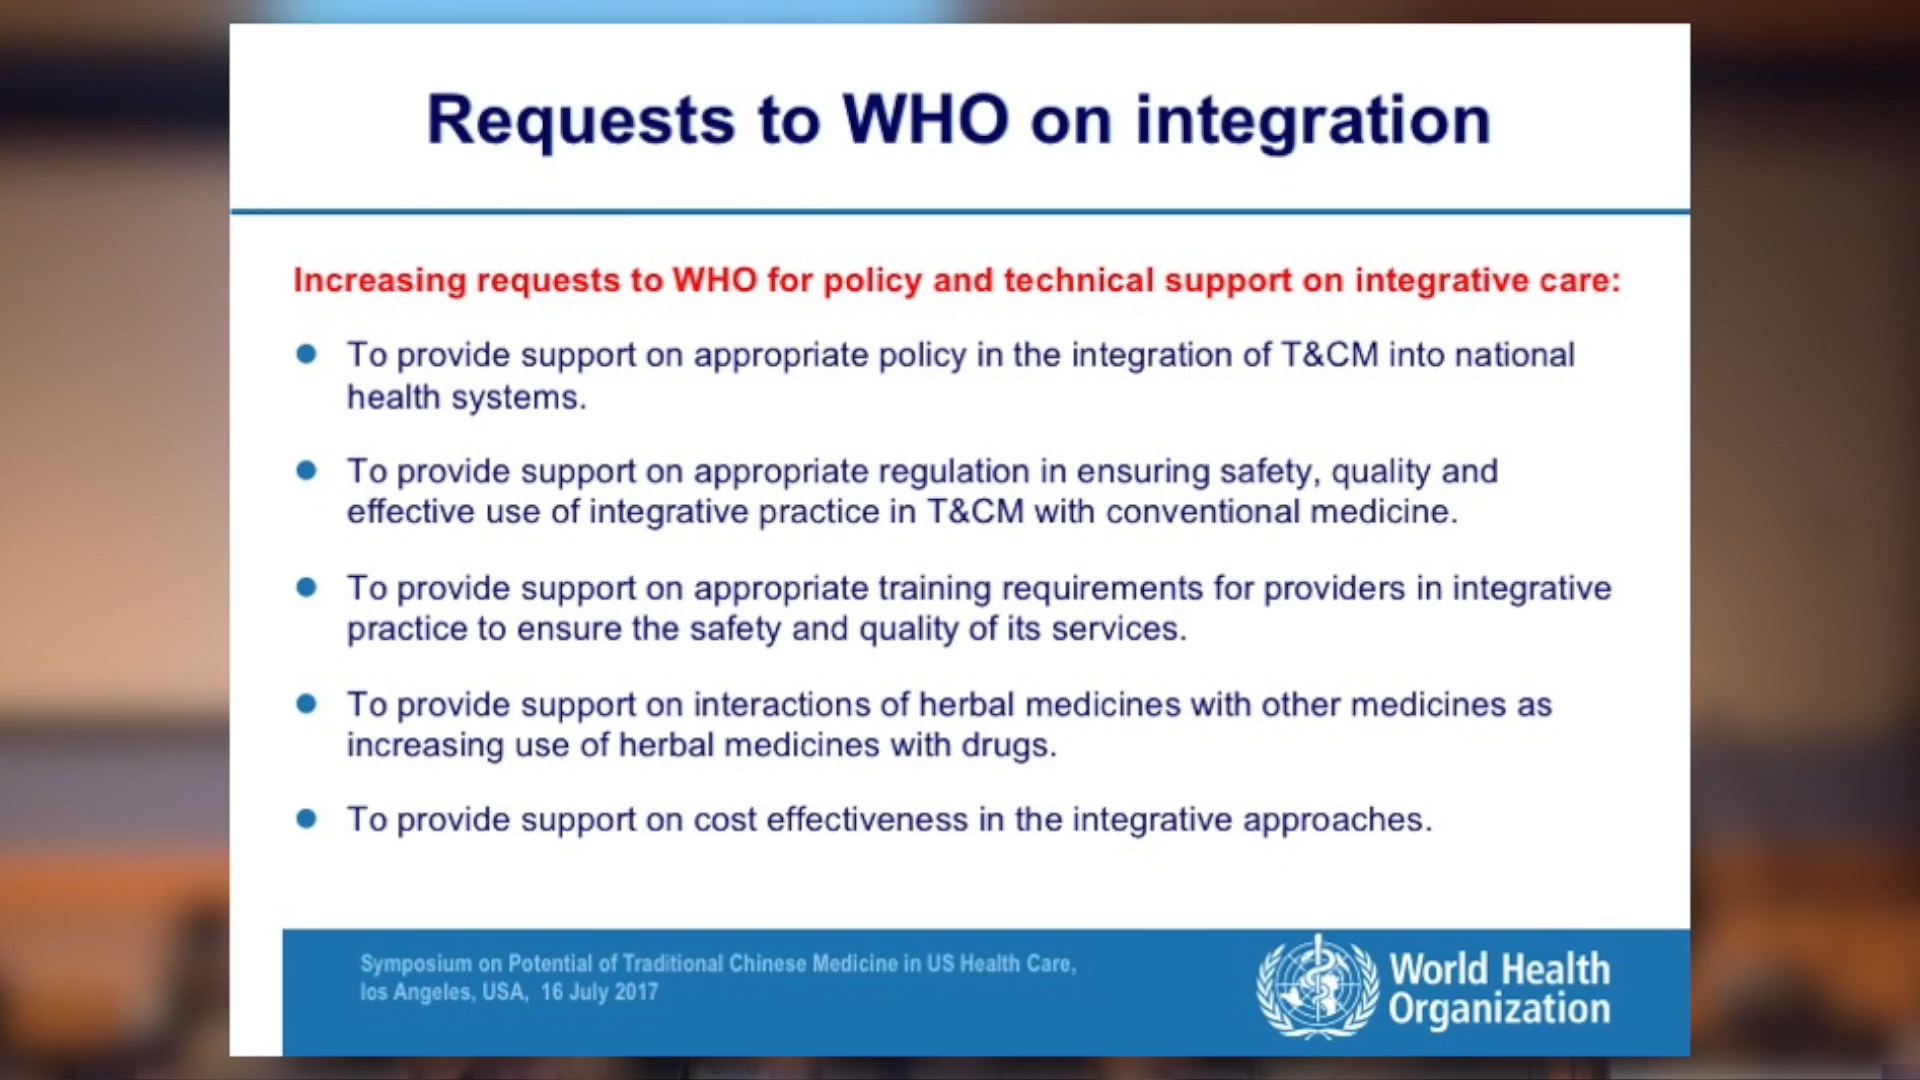 Requests to WHO on integration
Increasing requests to WHO for policy and technical support on integrative care:
To provide support on appropriate policy in the integration of T&CM into national
health systems.
To provide support on appropriate regulation in ensuring safety, quality and
effective use of integrative practice in T&CM with conventional medicine.
To provide support on appropriate training requirements for providers in integrative
practice to ensure the safety and quality of its services.
To provide support on interactions of herbal medicines with other medicines as
increasing use of herbal medicines with drugs.
To provide support on cost effectiveness in the integrative approaches.
Symposium on Potential of Traditional Chinese Medicine in US Health Care,
los Angeles, USA, 16 July 2017
World Health
Organization